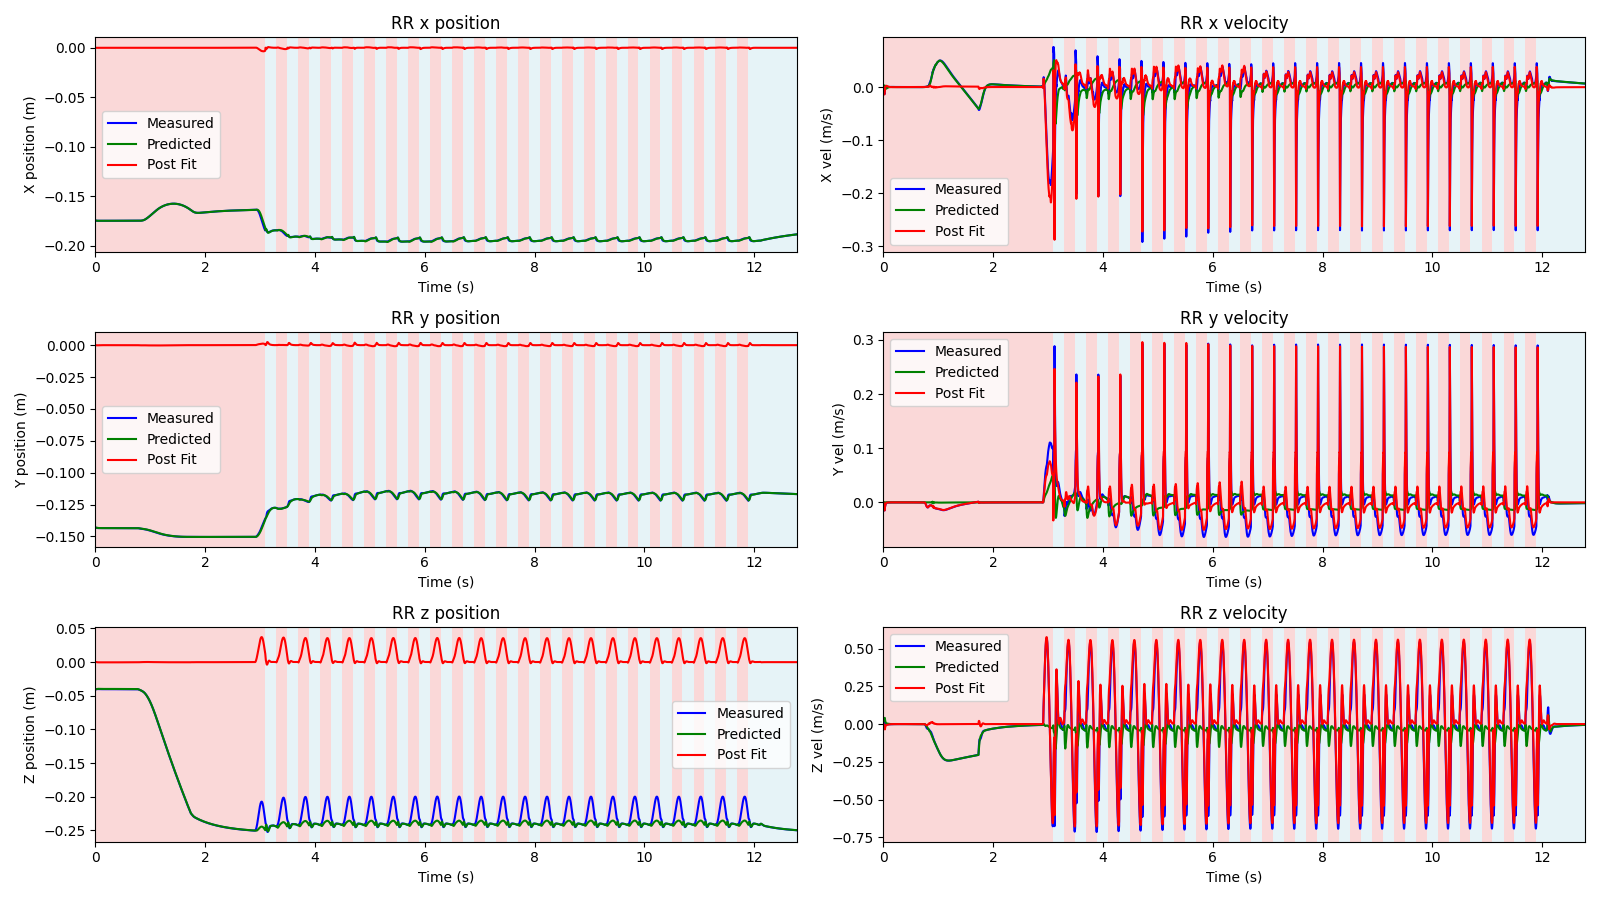 RR x position
0.00
−0.05
−0.10
−0.15
−0.20
X position (m)
Measured
Predicted
Post Fit
0 2 4 6 8 10 12
Time (s)
RR x velocity
0.0
−0.1
−0.2
−0.3
X vel (m/s)
Measured
Predicted
Post Fit
0 2 4 6 8 10 12
Time (s)
RR y position
0.000
−0.025
−0.050
−0.075
−0.100
−0.125
−0.150
Y position (m)
Measured
Predicted
Post Fit
0 2 4 6 8 10 12
Time (s)
RR y velocity
0.3
0.2
0.1
0.0
Y vel (m/s)
Measured
Predicted
Post Fit
0 2 4 6 8 10 12
Time (s)
RR z position
0.05
0.00
−0.05
−0.10
−0.15
−0.20
−0.25
Z position (m)
Measured
Predicted
Post Fit
0 2 4 6 8 10 12
Time (s)
RR z velocity
0.50
0.25
0.00
−0.25
−0.50
−0.75
Z vel (m/s)
Measured
Predicted
Post Fit
0 2 4 6 8 10 12
Time (s)